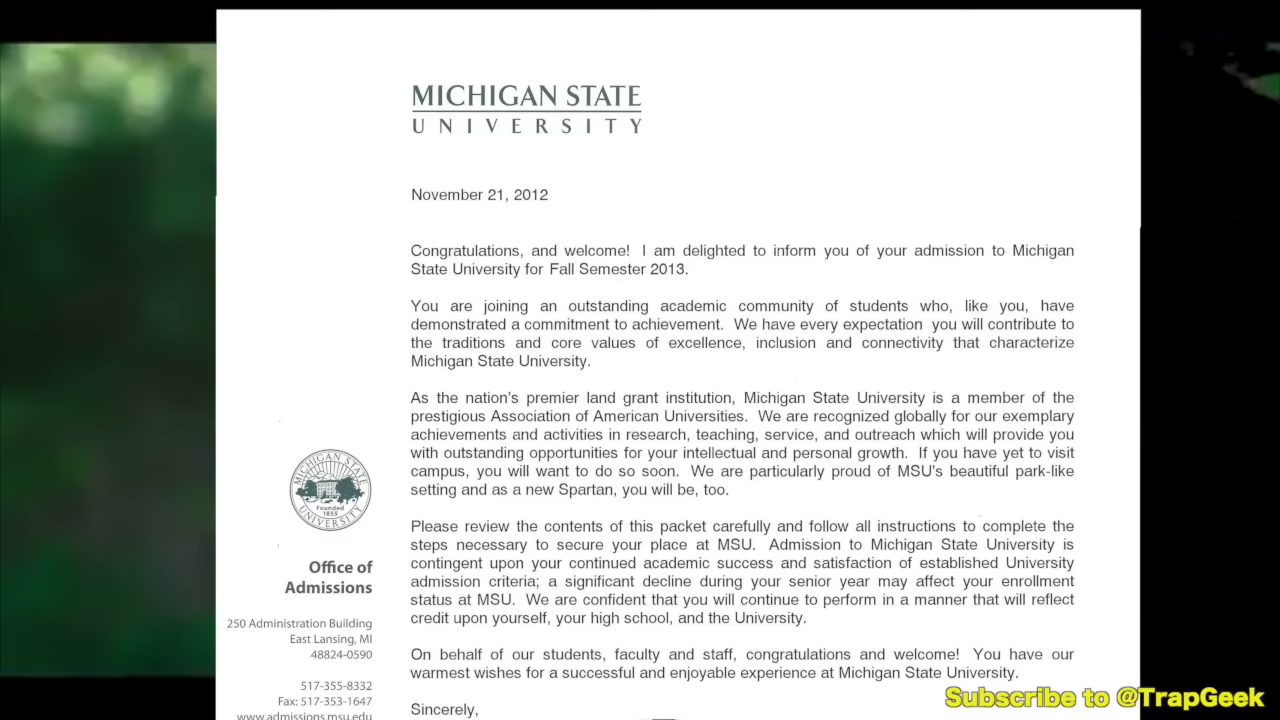 MICHIGAN STATE
UNIVERSITY
November 21, 2012
Congratulations, and welcome! I am delighted to inform you of your admission to Michigan
State University for Fall Semester 2013.
You are joining an outstanding academic community of students who, like you, have
demonstrated a commitment to achievement. We have every expectation you will contribute to
the traditions and core values of excellence, inclusion and connectivity that characterize
Michigan State University.
As the nation's premier land grant institution, Michigan State University is a member of the
prestigious Association of American Universities. We are recognized globally for our exemplary
achievements and activities in research, teaching, service, and outreach which will provide you
with outstanding opportunities for your intellectual and personal growth. If you have yet to visit
campus, you will want to do so soon. We are particularly proud of MSU's beautiful park-like
setting and as a new Spartan, you will be, too.
Please review the contents of this packet carefully and follow all instructions to complete the
steps necessary to secure your place at MSU. Admission to Michigan State University is
contingent upon your continued academic success and satisfaction of established University
admission criteria; a significant decline during your senior year may affect your enrollment
status at MSU. We are confident that you will continue to perform in a manner that will reflect
credit upon yourself, your high school, and the University.
On behalf of our students, faculty and staff, congratulations and welcome! You have our
warmest wishes for a successful and enjoyable experience at Michigan State University.
Sincerely,
MICHIGAN STATE
UNIVERSITY
Founded
1855
Office of
Admissions
250 Administration Building
East Lansing, MI
48824-0590
517-355-8332
Fax: 517-353-1647
www.admissions.msu.edu
Subscribe to @TrapGeek